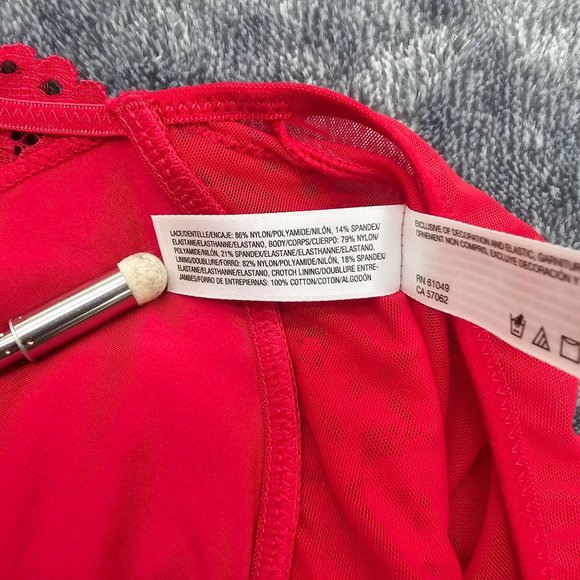 LACE/DENTELLE/ENCAJE: 86% NYLON/POLYAMIDE/NILÓN, 14% SPANDEX/
ELASTANE/ELASTHANNE/ELASTANO, BODY/CORPS/CUERPO: 79% NYLON/
POLYAMIDE/NILÓN, 21% SPANDEX/ELASTANE/ELASTHANNE/ELASTANO,
LINING/DOUBLURE/FORRO: 82% NYLON/POLYAMIDE/NILÓN, 18% SPANDEX/
ELASTANE/ELASTHANNE/ELASTANO, CROTCH LINING/DOUBLURE ENTRE-
JAMBES/FORRO DE ENTREPIERNAS: 100% COTTON/COTON/ALGODÓN
EXCLUSIVE OF DECORATION AND ELASTIC, GARNITURE
ORNEMENT NON COMPRIS, EXCLUYE DECORACIÓN Y
RN 61049
CA 57062